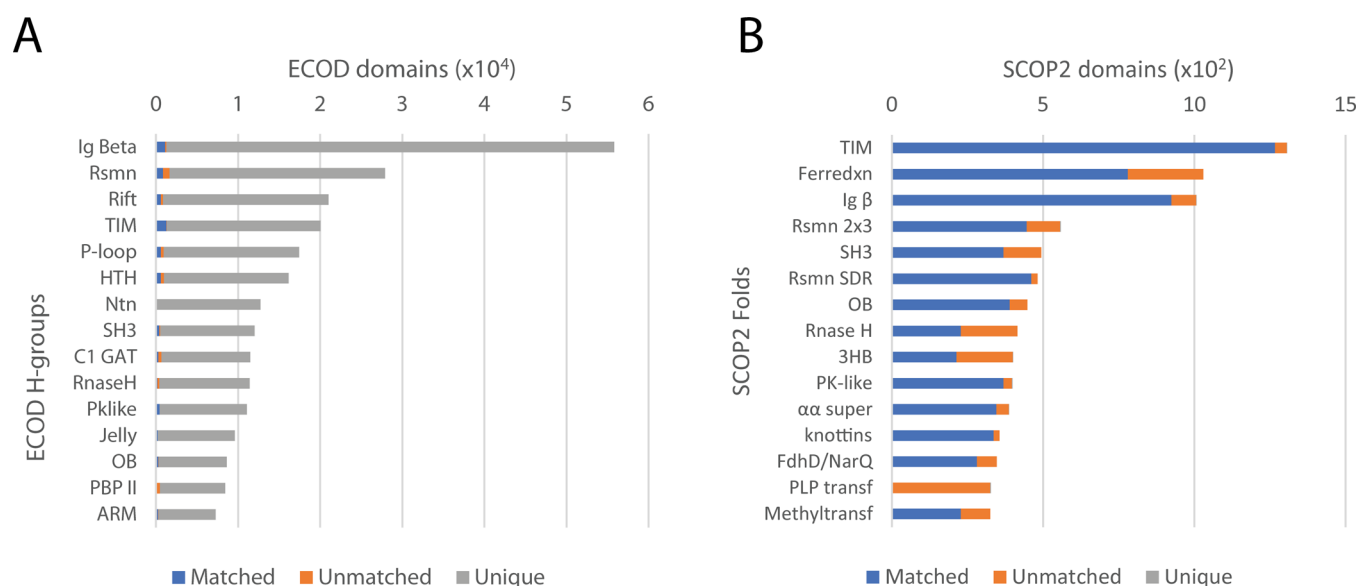 A
ECOD domains (x10⁴)
0 1 2 3 4 5 6
ECOD H-groups
Ig Beta
Rsmn
Rift
TIM
P-loop
HTH
Ntn
SH3
C1 GAT
RnaseH
Pklike
Jelly
OB
PBP II
ARM
Matched Unmatched Unique
B
SCOP2 domains (x10²)
0 5 10 15
SCOP2 Folds
TIM
Ferredxn
Ig β
Rsmn 2x3
SH3
Rsmn SDR
OB
Rnase H
3HB
PK-like
αα super
knottins
FdhD/NarQ
PLP transf
Methyltransf
Matched Unmatched Unique